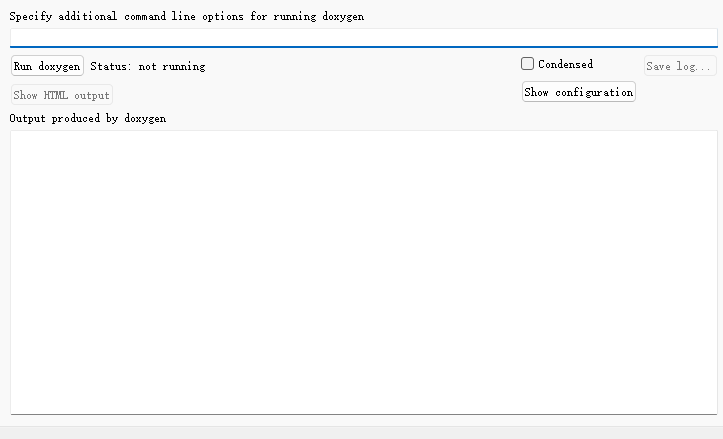 Specify additional command line options for running doxygen
Run doxygen Status: not running Condensed Save log...
Show HTML output Show configuration
Output produced by doxygen